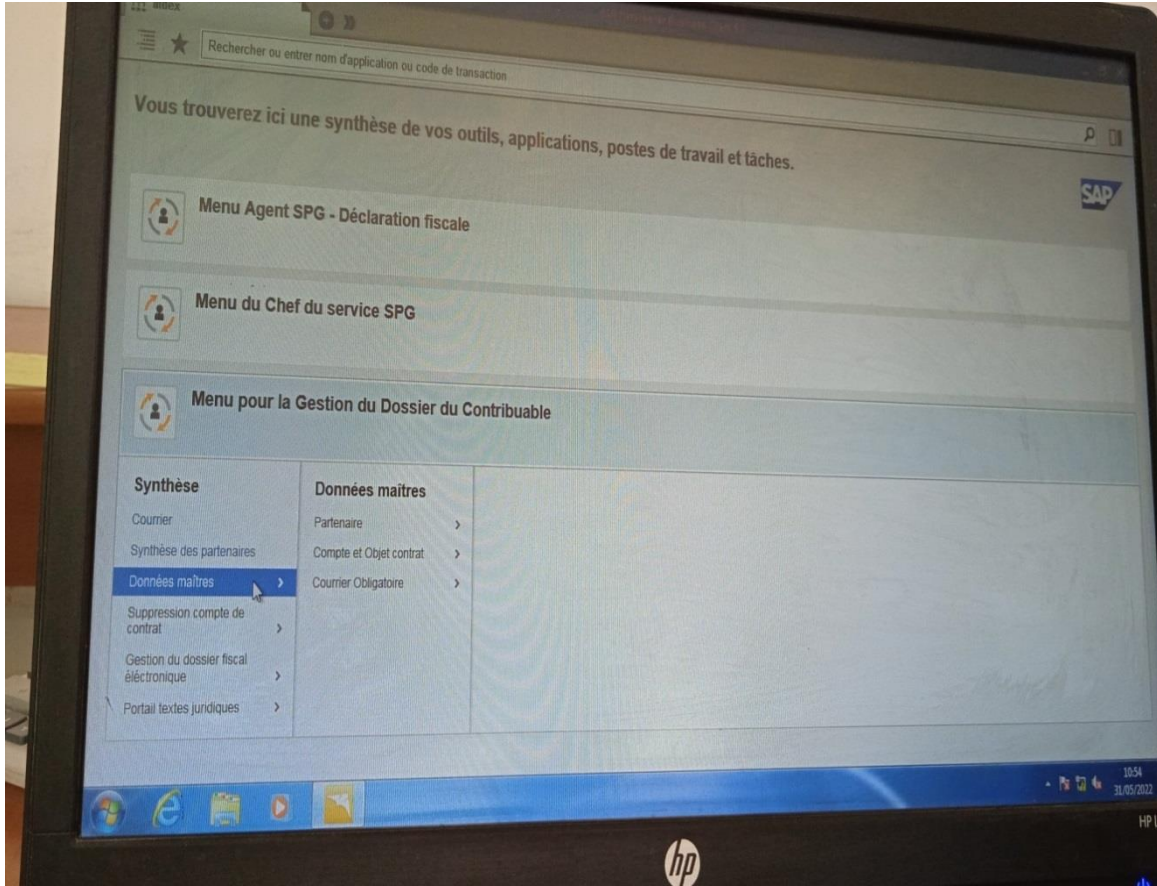 index
Rechercher ou entrer nom d'application ou code de transaction
Vous trouverez ici une synthèse de vos outils, applications, postes de travail et tâches.
SAP
Menu Agent SPG - Déclaration fiscale
Menu du Chef du service SPG
Menu pour la Gestion du Dossier du Contribuable
Synthèse
Courrier
Synthèse des partenaires
Données maîtres
Suppression compte de
contrat
Gestion du dossier fiscal
éléctronique
Portail textes juridiques
Données maîtres
Partenaire
Compte et Objet contrat
Courrier Obligatoire
10:54
31/05/2022
HP
hp